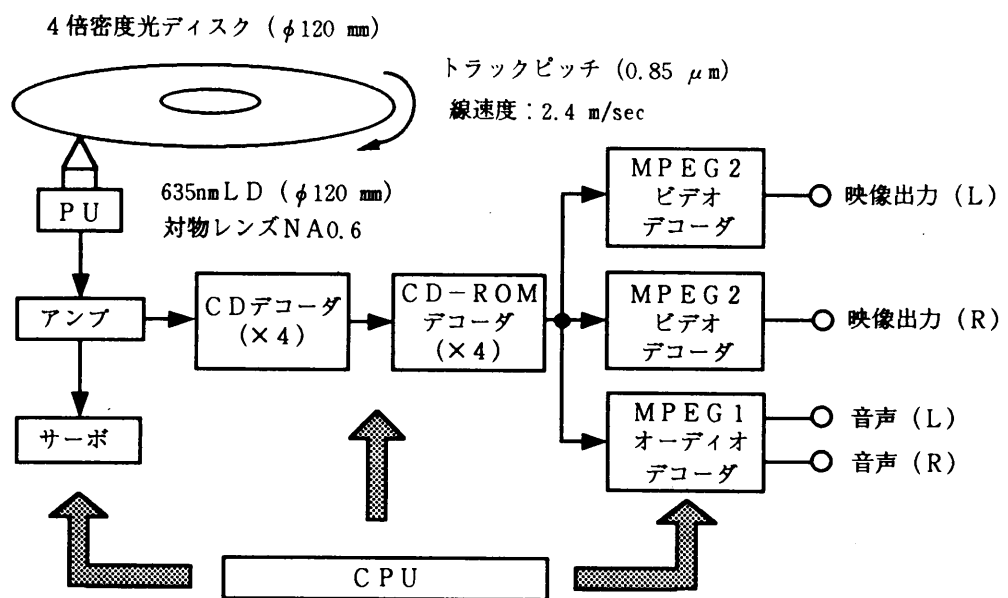 4倍密度光ディスク (φ120 mm)
トラックピッチ (0.85 μm)
線速度:2.4 m/sec
635nmLD (φ120 mm)
対物レンズNA0.6
PU
アンプ
サーボ
CDデコーダ
(×4)
CD-ROM
デコーダ
(×4)
MPEG2
ビデオ
デコーダ
映像出力 (L)
MPEG2
ビデオ
デコーダ
映像出力 (R)
MPEG1
オーディオ
デコーダ
音声 (L)
音声 (R)
CPU